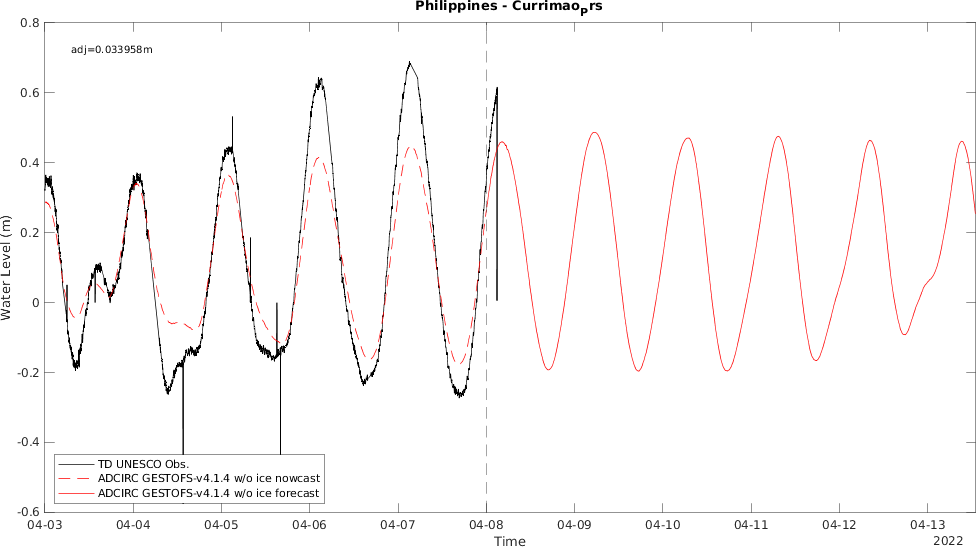 Philippines - Currimao_prs
adj=0.033958m
0.8
0.6
0.4
0.2
0
-0.2
-0.4
-0.6
Water Level (m)
TD UNESCO Obs.
ADCIRC GESTOFS-v4.1.4 w/o ice nowcast
ADCIRC GESTOFS-v4.1.4 w/o ice forecast
04-03 04-04 04-05 04-06 04-07 04-08 04-09 04-10 04-11 04-12 04-13
Time
2022